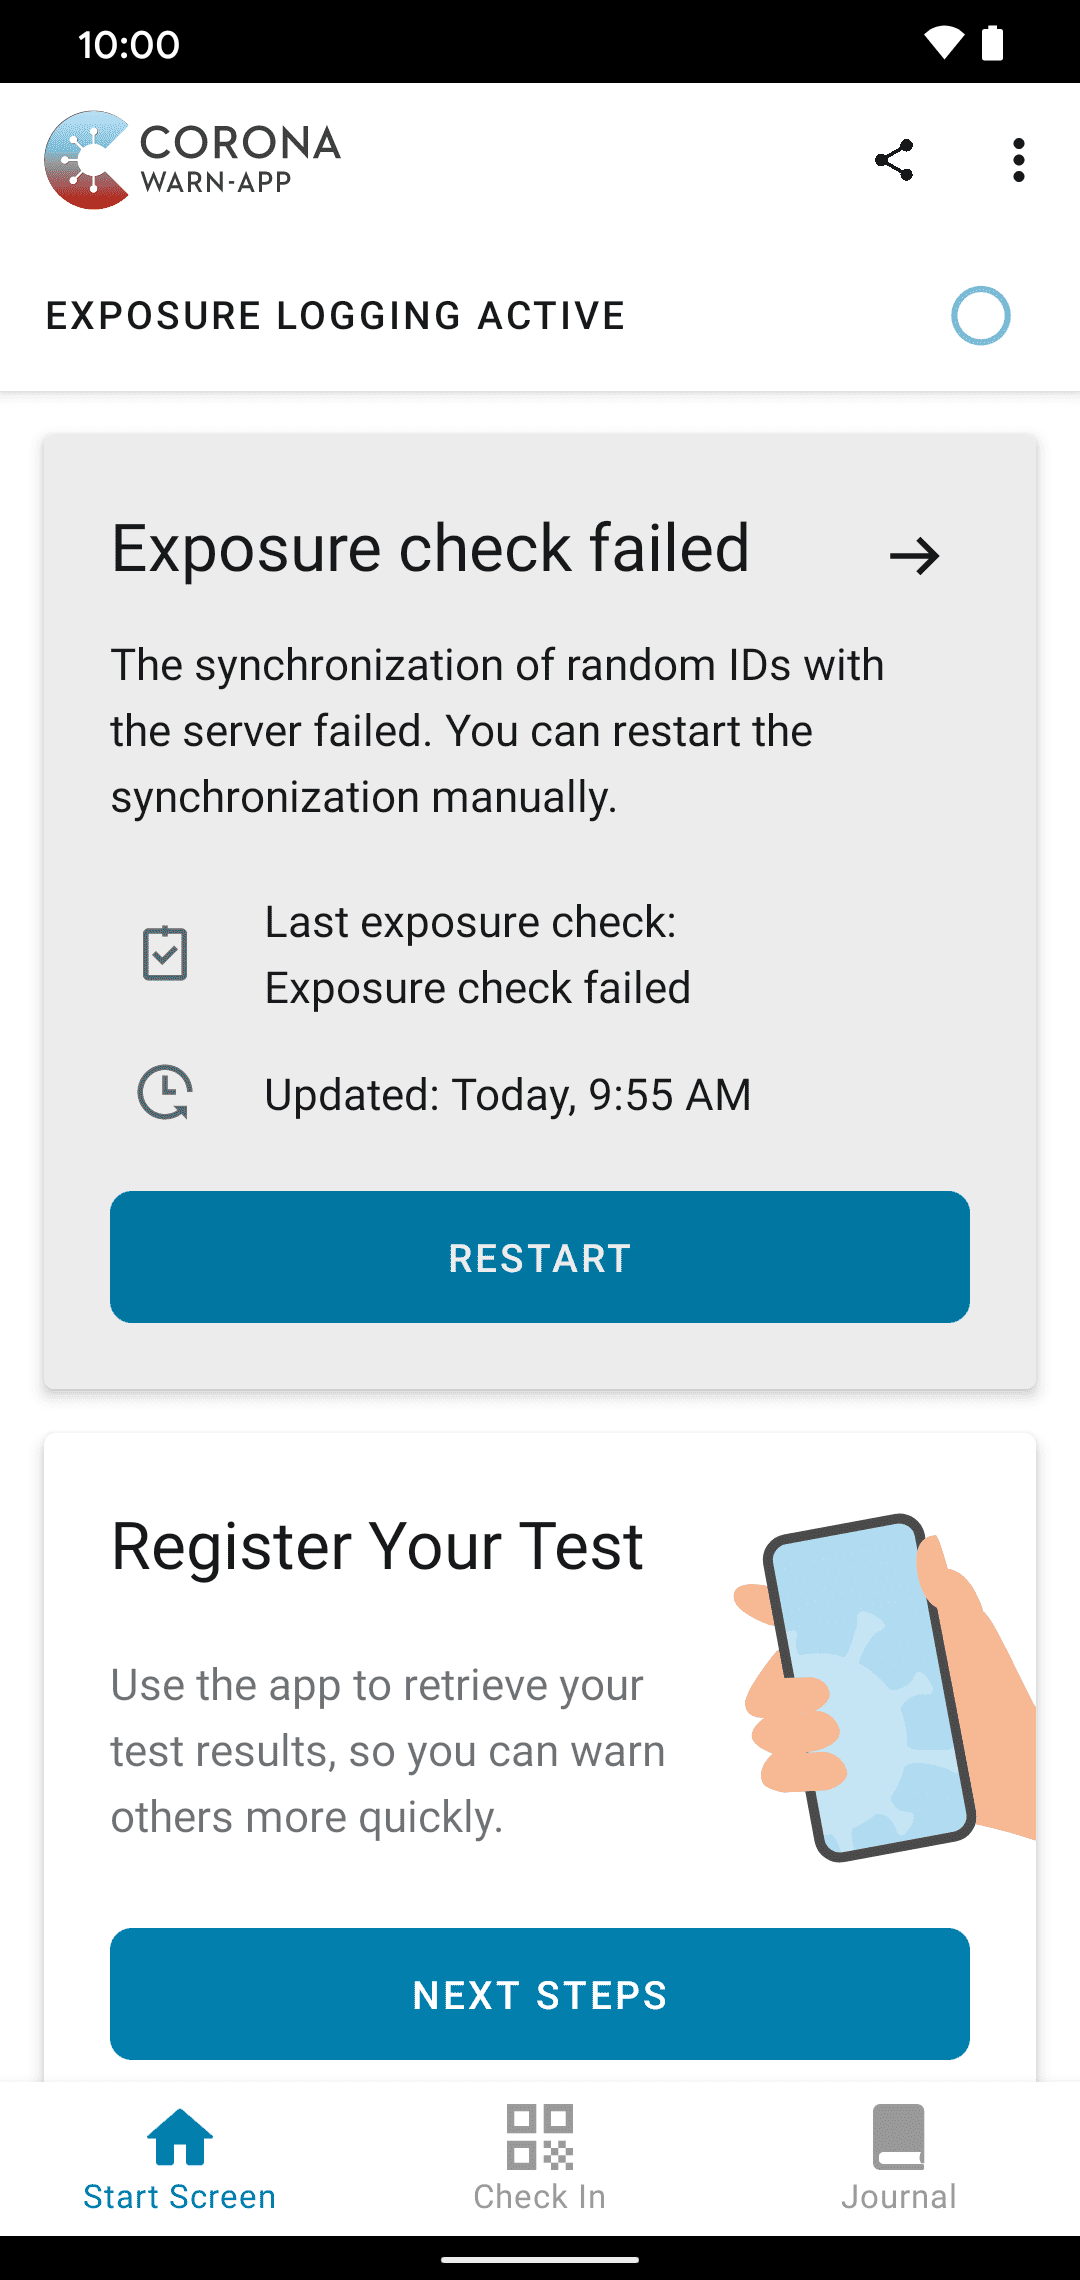 10:00
CORONA
WARN-APP
EXPOSURE LOGGING ACTIVE
Exposure check failed
The synchronization of random IDs with
the server failed. You can restart the
synchronization manually.
Last exposure check:
Exposure check failed
Updated: Today, 9:55 AM
RESTART
Register Your Test
Use the app to retrieve your
test results, so you can warn
others more quickly.
NEXT STEPS
Start Screen
Check In
Journal